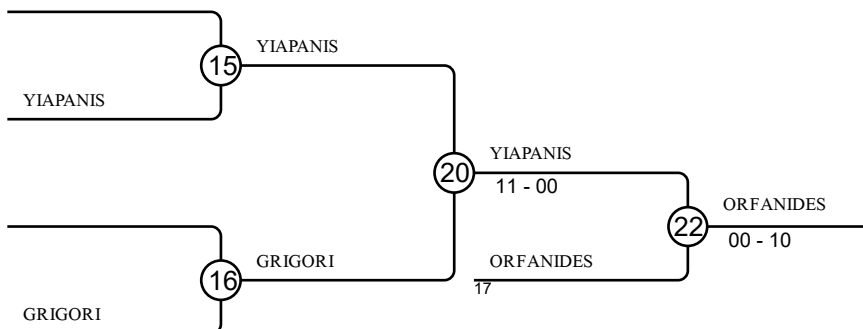 YIAPANIS
15
YIAPANIS
GRIGORI
16
GRIGORI
20
YIAPANIS
11 - 00
ORFANIDES
17
22
ORFANIDES
00 - 10